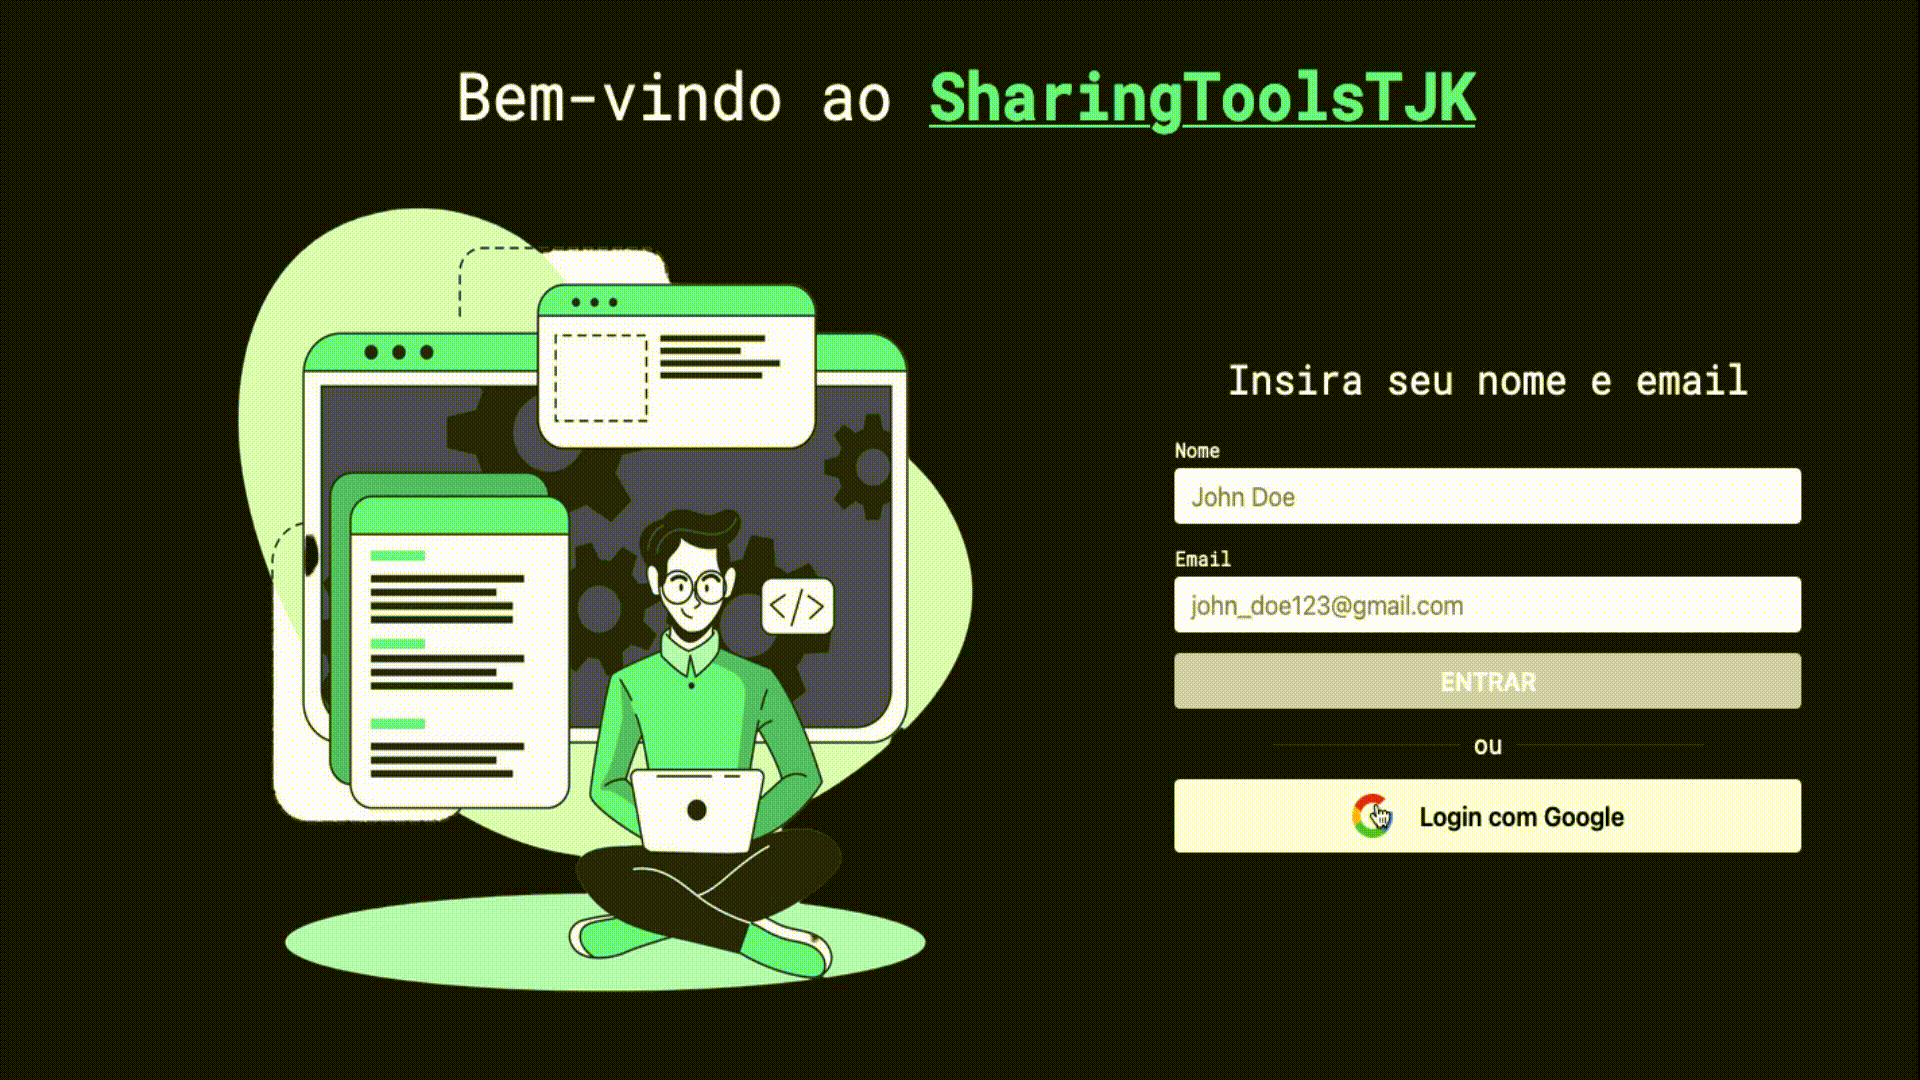 Bem-vindo ao SharingToolsTJK
</>
Insira seu nome e email
Nome
John Doe
Email
john_doe123@gmail.com
ENTRAR
ou
Login com Google